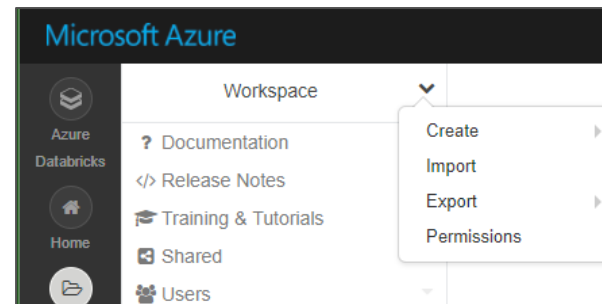 Microsoft Azure
Azure
Databricks
Home
Workspace
? Documentation
</> Release Notes
Training & Tutorials
Shared
Users
Create
Import
Export
Permissions